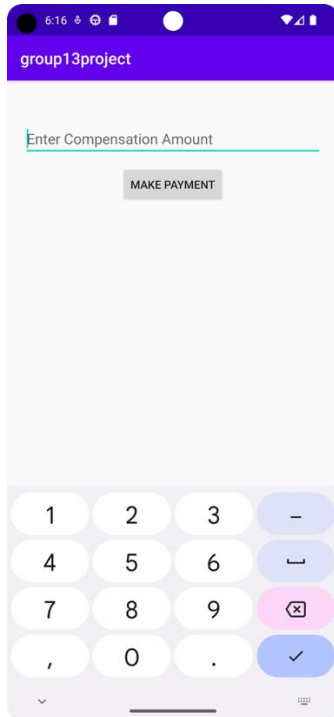 6:16
group13project
Enter Compensation Amount
MAKE PAYMENT
1 2 3 –
4 5 6
7 8 9
, 0 .